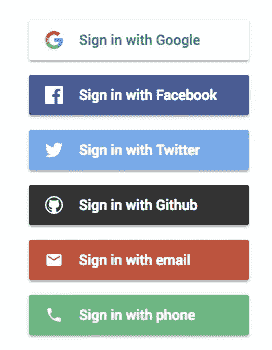 Sign in with Google
Sign in with Facebook
Sign in with Twitter
Sign in with Github
Sign in with email
Sign in with phone